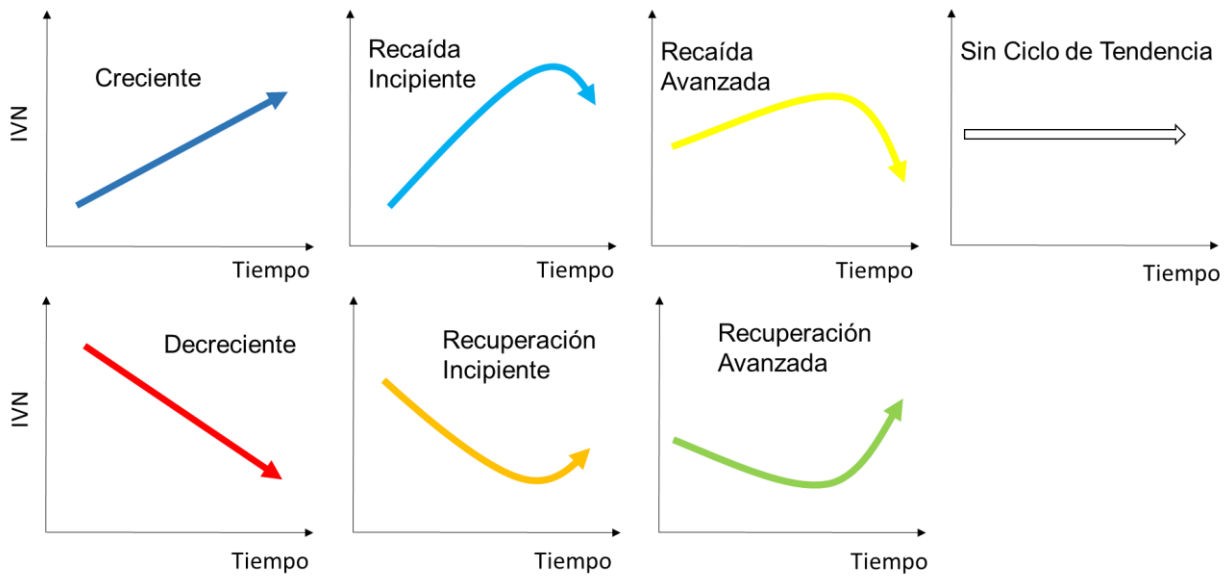 Creciente
IVN
Tiempo
Recaída
Incipiente
Tiempo
Recaída
Avanzada
Tiempo
Sin Ciclo de Tendencia
Tiempo
Decreciente
IVN
Tiempo
Recuperación
Incipiente
Tiempo
Recuperación
Avanzada
Tiempo